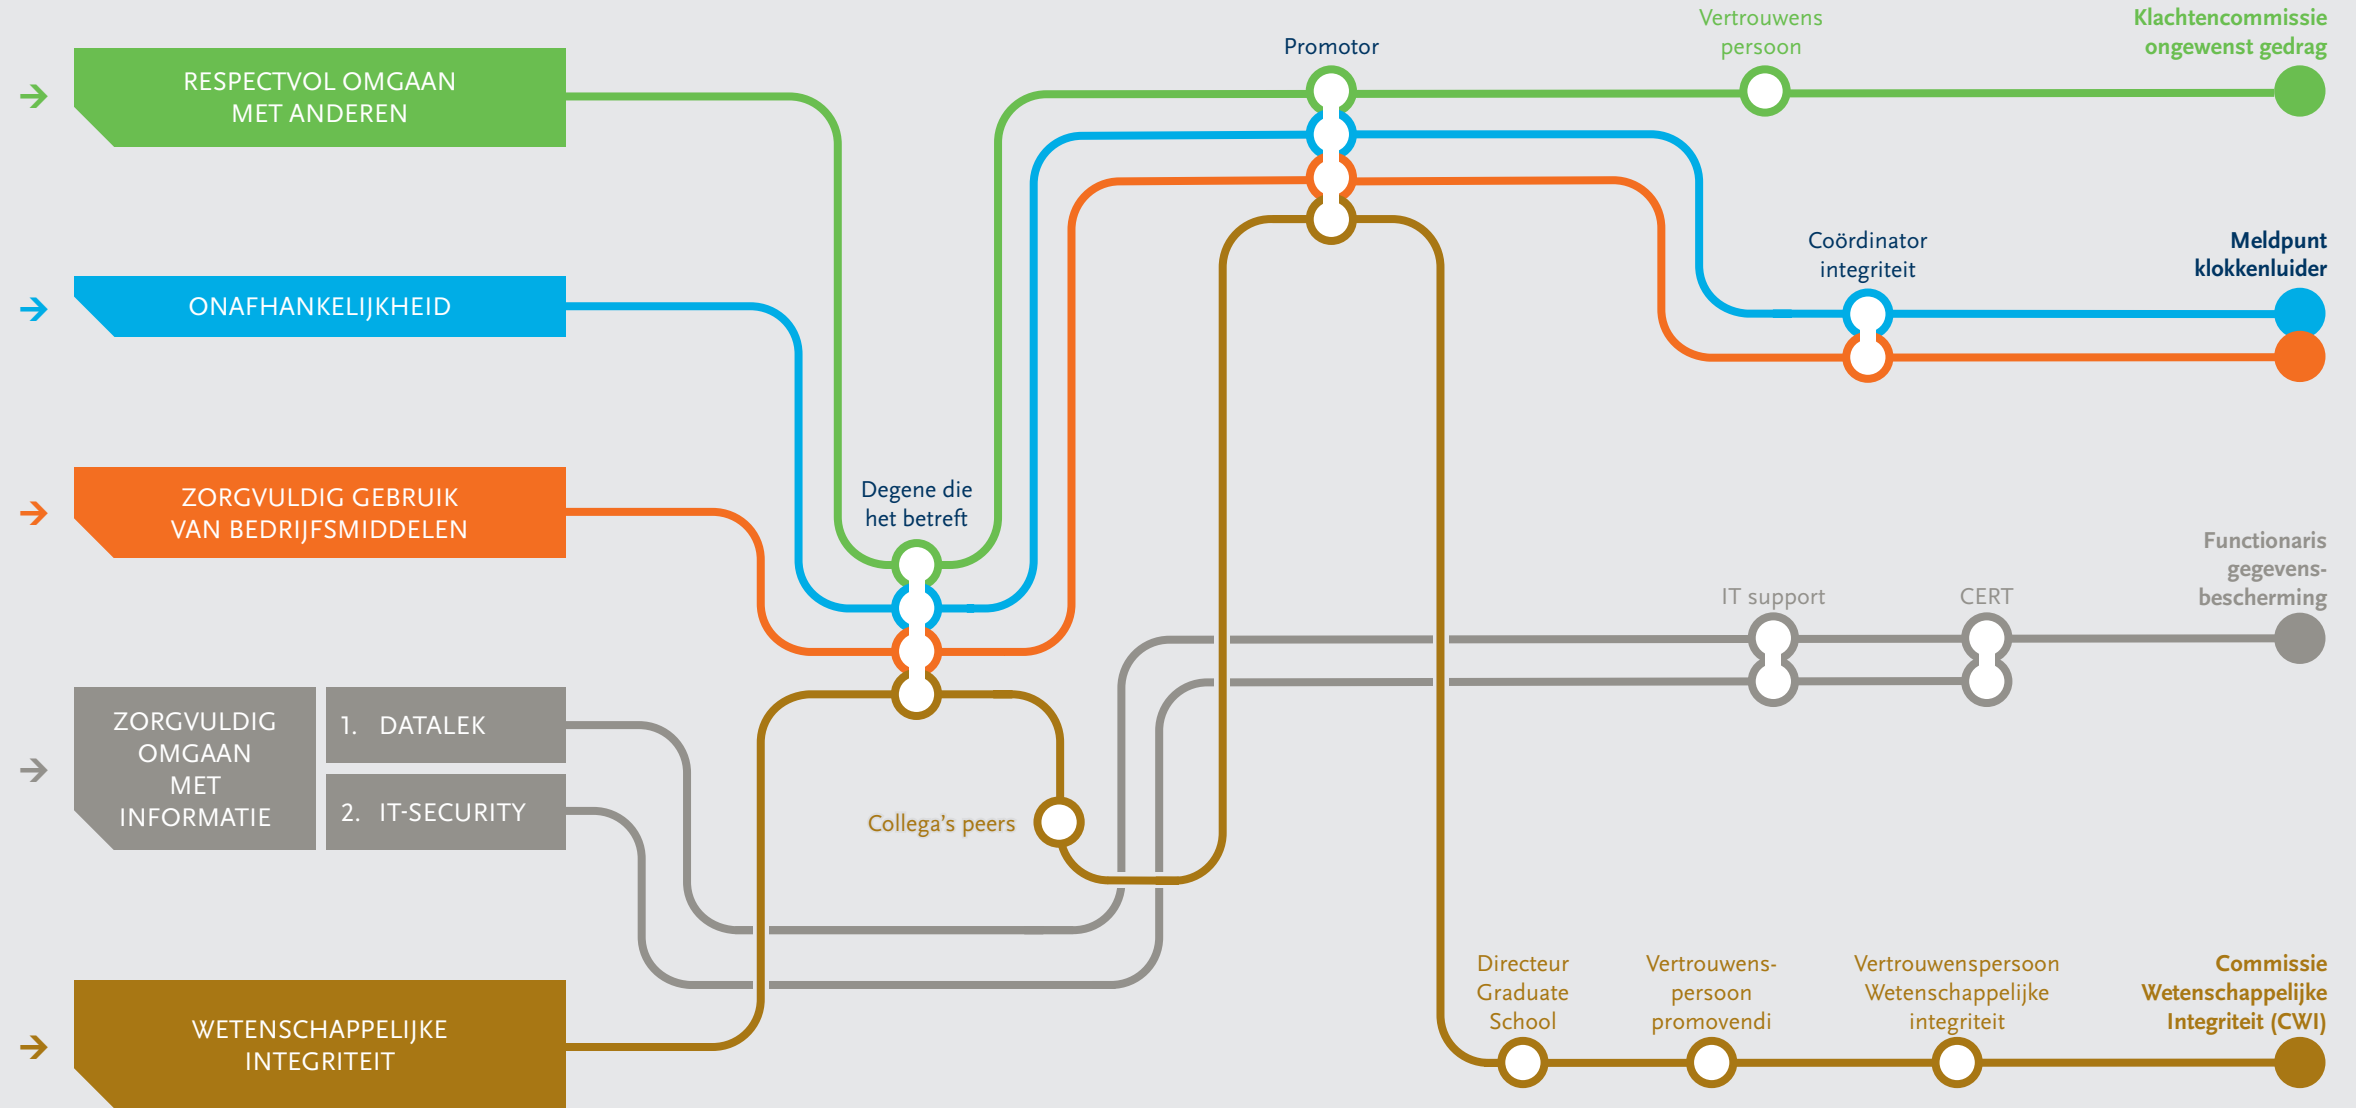 RESPECTVOL OMGAAN
MET ANDEREN
ONAFHANKELIJKHEID
ZORGVULDIG GEBRUIK
VAN BEDRIJFSMIDDELEN
ZORGVULDIG
OMGAAN
MET
INFORMATIE
1. DATALEK
2. IT-SECURITY
WETENSCHAPPELIJKE
INTEGRITEIT
Degene die
het betreft
Collega’s peers
Promotor
Vertrouwens
persoon
Klachtencommissie
ongewenst gedrag
Coördinator
integriteit
Meldpunt
klokkenluider
IT support
CERT
Functionaris
gegevens-
bescherming
Directeur
Graduate
School
Vertrouwens-
persoon
promovendi
Vertrouwenspersoon
Wetenschappelijke
integriteit
Commissie
Wetenschappelijke
Integriteit (CWI)